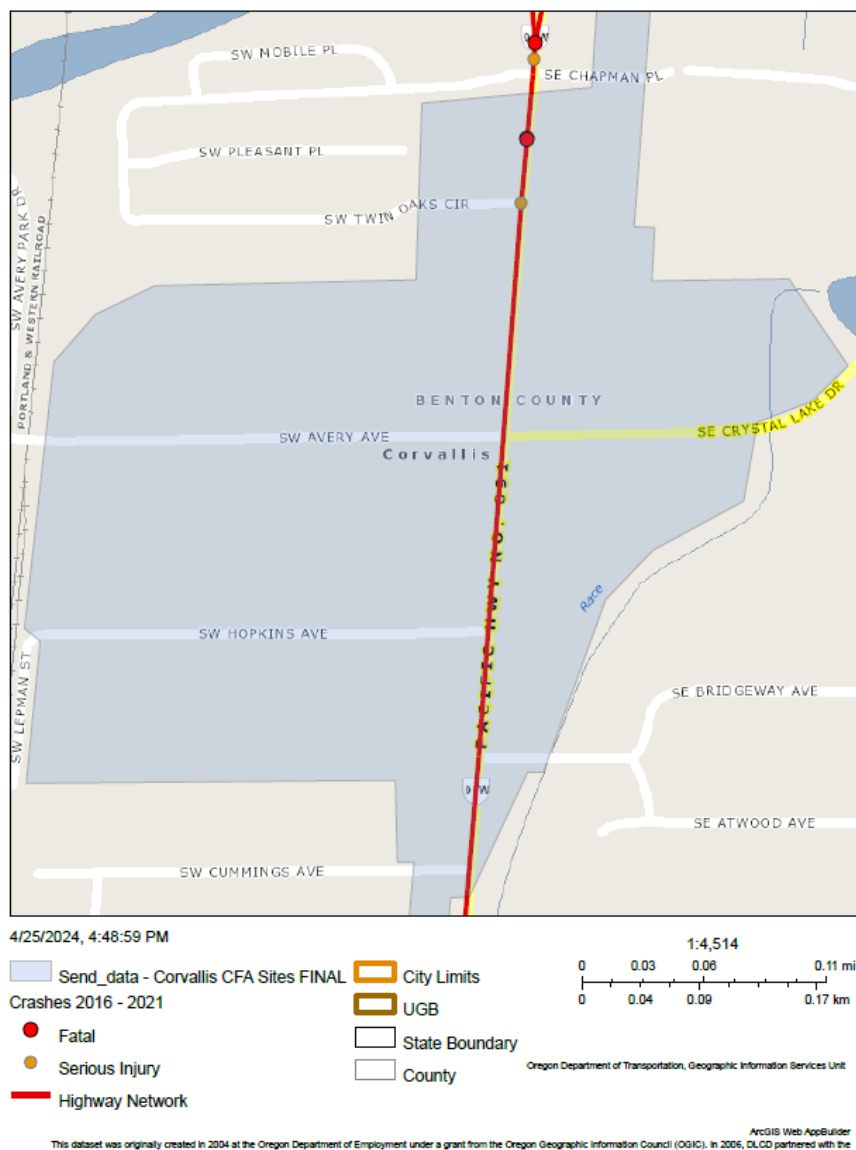 SW MOBILE PL
SE CHAPMAN PL
SW PLEASANT PL
SW TWIN OAKS CIR
SW AVERY PARK DR
PORTLAND & WESTERN RAILROAD
BENTON COUNTY
SW AVERY AVE
SE CRYSTAL LAKE DR
Corvallis
PACIFIC HWY NO. 091
Race
SW HOPKINS AVE
SW LEPMAN ST
SE BRIDGEWAY AVE
SE ATWOOD AVE
SW CUMMINGS AVE
4/25/2024, 4:48:59 PM
Send_data - Corvallis CFA Sites FINAL
Crashes 2016 - 2021
Fatal
Serious Injury
Highway Network
City Limits
UGB
State Boundary
County
1:4,514
0 0.03 0.06 0.11 mi
0 0.04 0.09 0.17 km
Oregon Department of Transportation, Geographic Information Services Unit
ArcGIS Web AppBuilder
This dataset was originally created in 2004 at the Oregon Department of Employment under a grant from the Oregon Geographic Information Council (OGIC). In 2006, DLCD partnered with the